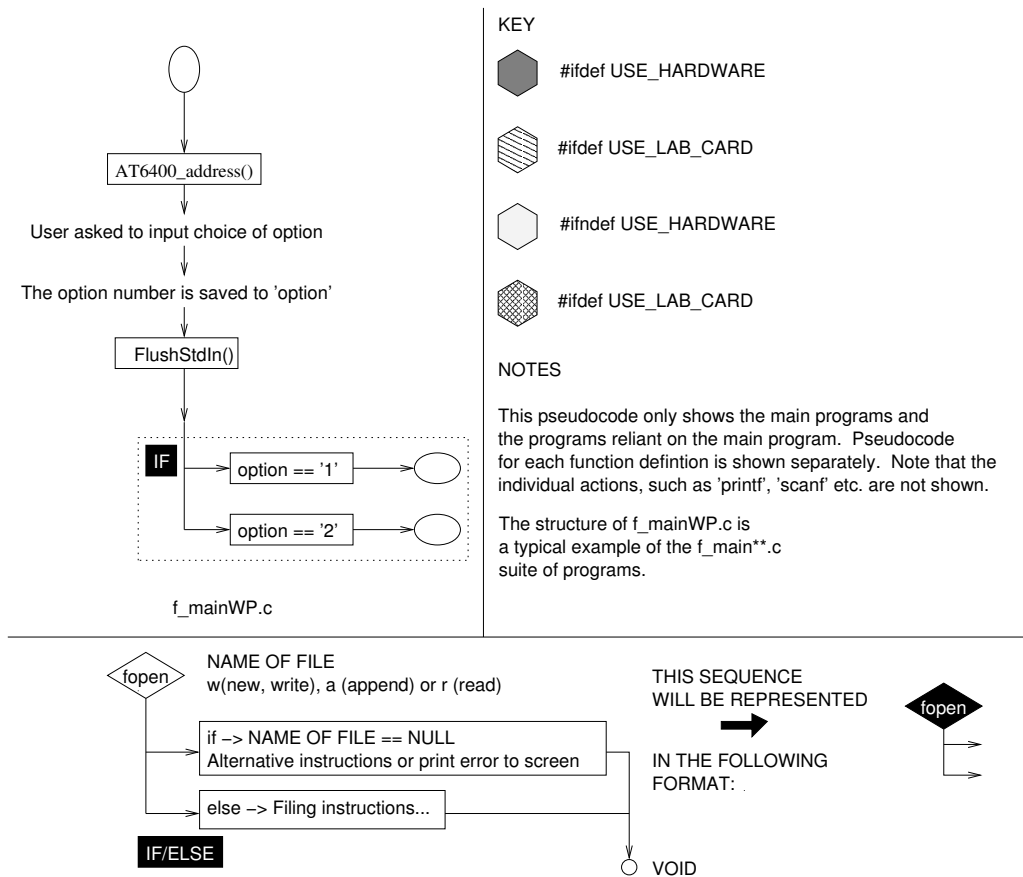 AT6400_address()
User asked to input choice of option
The option number is saved to 'option'
FlushStdIn()
IF
option == '1'
option == '2'
f_mainWP.c
KEY
#ifdef USE_HARDWARE
#ifdef USE_LAB_CARD
#ifndef USE_HARDWARE
#ifdef USE_LAB_CARD
NOTES
This pseudocode only shows the main programs and
the programs reliant on the main program. Pseudocode
for each function defintion is shown separately. Note that the
individual actions, such as 'printf', 'scanf' etc. are not shown.
The structure of f_mainWP.c is
a typical example of the f_main**.c
suite of programs.
fopen
NAME OF FILE
w(new, write), a (append) or r (read)
if −> NAME OF FILE == NULL
Alternative instructions or print error to screen
else −> Filing instructions...
IF/ELSE
VOID
THIS SEQUENCE
WILL BE REPRESENTED
IN THE FOLLOWING
FORMAT:
fopen